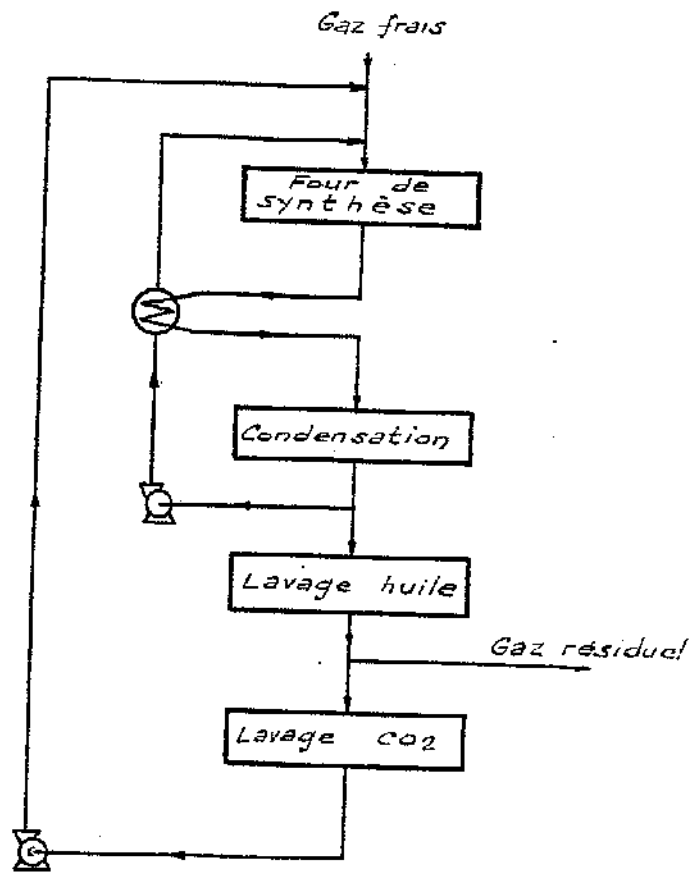 Gaz frais
Four de
synthèse
Condensation
Lavage huile
Gaz résiduel
Lavage CO2